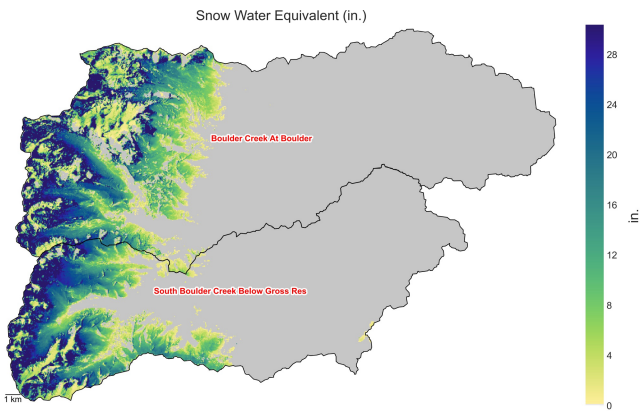 Snow Water Equivalent (in.)
Boulder Creek At Boulder
South Boulder Creek Below Gross Res
1 km
28
24
20
16
12
8
4
0
in.